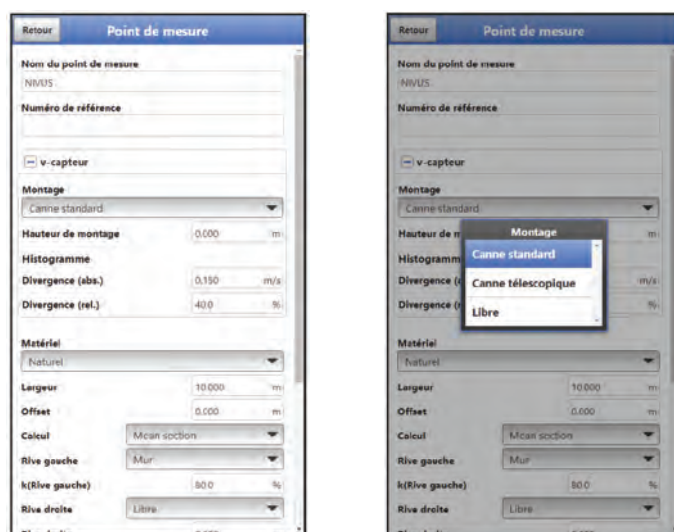 Retour Point de mesure
Nom du point de mesure
NIVUS
Numéro de référence
v-capteur
Montage
Canne standard
Hauteur de montage 0.000 m
Histogramme
Divergence (abs.) 0,150 m/s
Divergence (rel.) 40.0 %
Matériel
Naturel
Largeur 10.000 m
Offset 0.000 m
Calcul Mean section
Rive gauche Mur
k(Rive gauche) 80.0 %
Rive droite Libre
Retour Point de mesure
Nom du point de mesure
NIVUS
Numéro de référence
v-capteur
Montage
Canne standard
Hauteur de m
Histogramm
Divergence
Divergence
m
m/s
%
Montage
Canne standard
Canne télescopique
Libre
Matériel
Naturel
Largeur 10.000 m
Offset 0.000 m
Calcul Mean section
Rive gauche Mur
k(Rive gauche) 80.0 %
Rive droite Libre